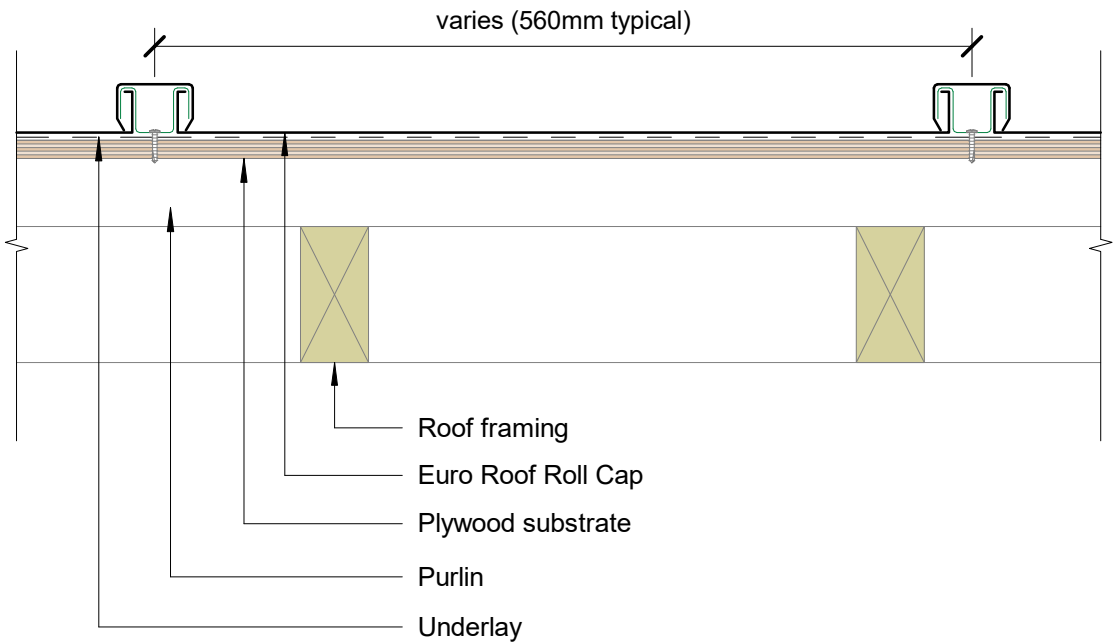 varies (560mm typical)
Roof framing
Euro Roof Roll Cap
Plywood substrate
Purlin
Underlay